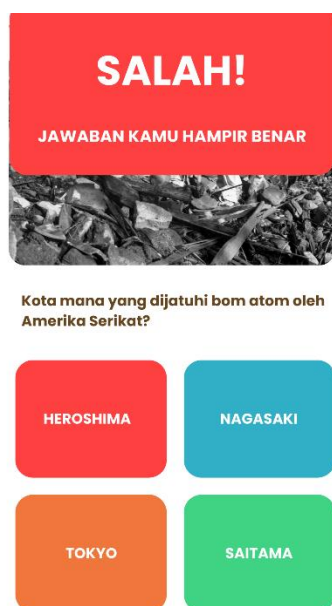 SALAH!
JAWABAN KAMU HAMPIR BENAR
Kota mana yang dijatuhi bom atom oleh
Amerika Serikat?
HEROSHIMA
NAGASAKI
TOKYO
SAITAMA